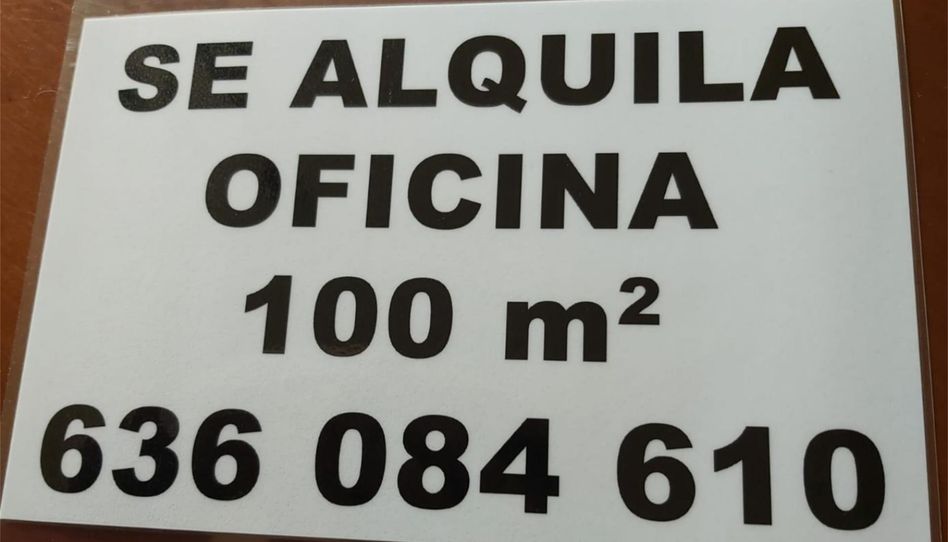 SE ALQUILA
OFICINA
100 m²
636 084 610